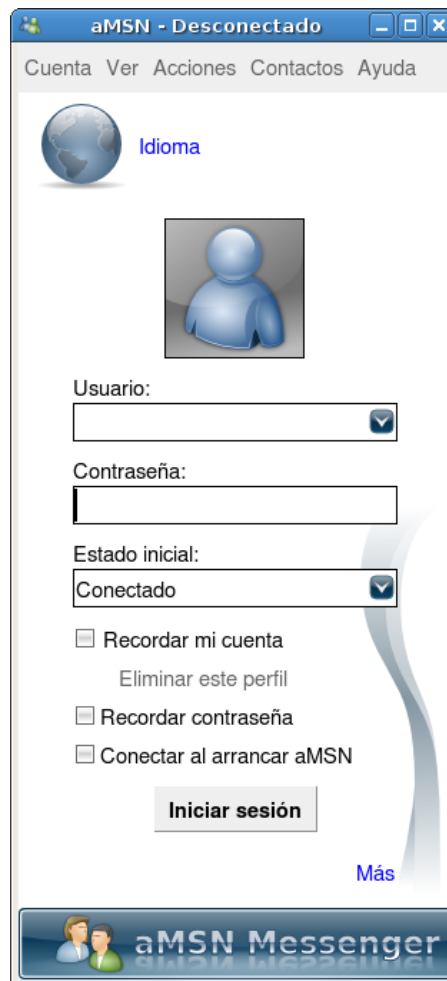 aMSN - Desconectado
Cuenta Ver Acciones Contactos Ayuda
Idioma
Usuario:
Contraseña:
Estado inicial:
Conectado
Recordar mi cuenta
Eliminar este perfil
Recordar contraseña
Conectar al arrancar aMSN
Iniciar sesión
Más
aMSN Messenger